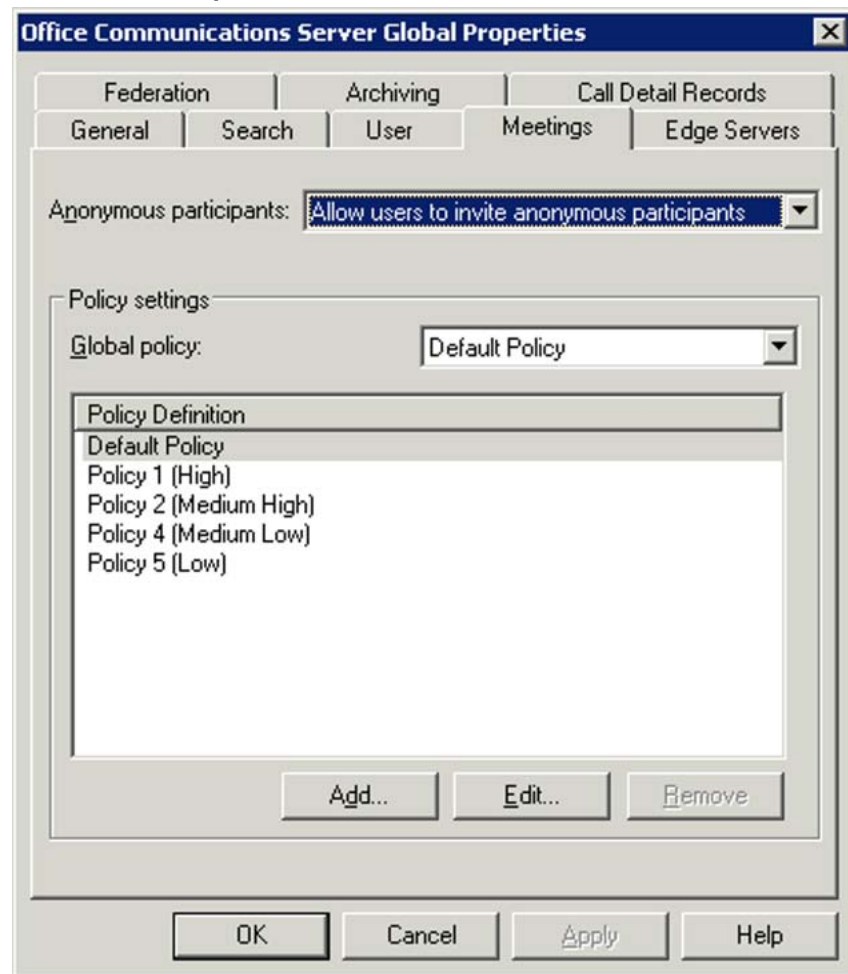 Office Communications Server Global Properties
Federation Archiving Call Detail Records
General Search User Meetings Edge Servers
Anonymous participants: Allow users to invite anonymous participants
Policy settings
Global policy: Default Policy
Policy Definition
Default Policy
Policy 1 (High)
Policy 2 (Medium High)
Policy 4 (Medium Low)
Policy 5 (Low)
Add... Edit... Remove
OK Cancel Apply Help